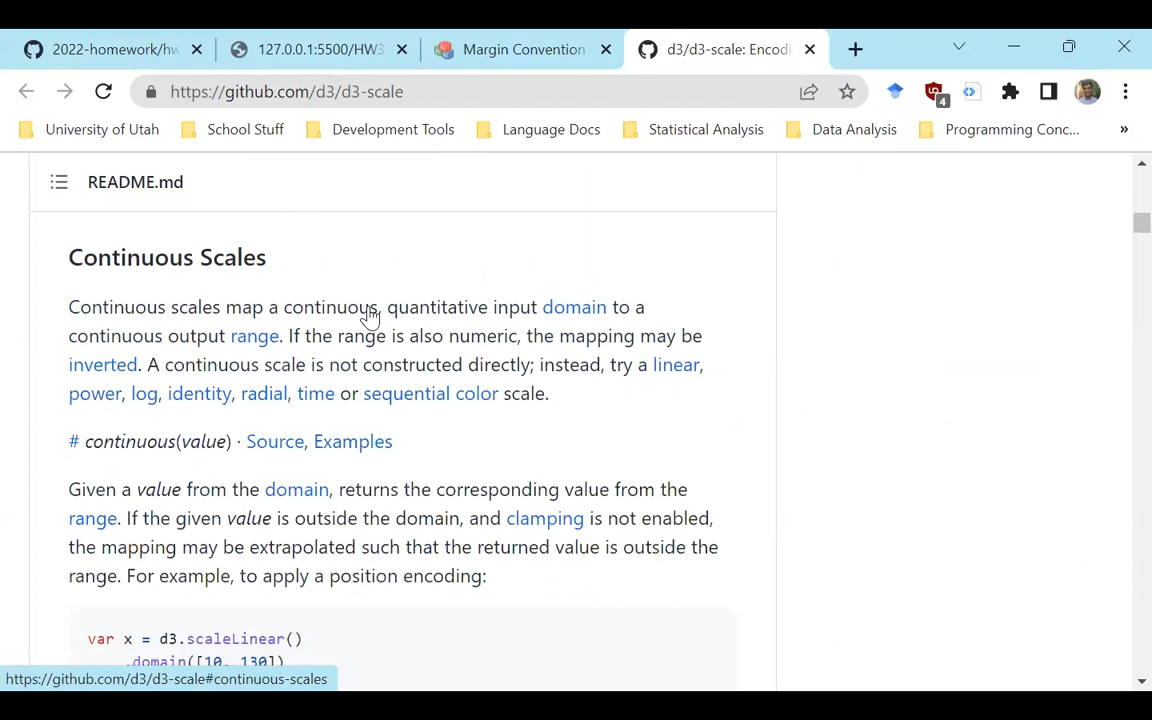 2022-homework/hw
127.0.0.1:5500/HW3
Margin Convention
d3/d3-scale: Encodi
https://github.com/d3/d3-scale
4
University of Utah
School Stuff
Development Tools
Language Docs
Statistical Analysis
Data Analysis
Programming Conc...
»
README.md
Continuous Scales
Continuous scales map a continuous, quantitative input domain to a
continuous output range. If the range is also numeric, the mapping may be
inverted. A continuous scale is not constructed directly; instead, try a linear,
power, log, identity, radial, time or sequential color scale.
# continuous(value) · Source, Examples
Given a value from the domain, returns the corresponding value from the
range. If the given value is outside the domain, and clamping is not enabled,
the mapping may be extrapolated such that the returned value is outside the
range. For example, to apply a position encoding:
var x = d3.scaleLinear()
.domain([10, 130])
https://github.com/d3/d3-scale#continuous-scales